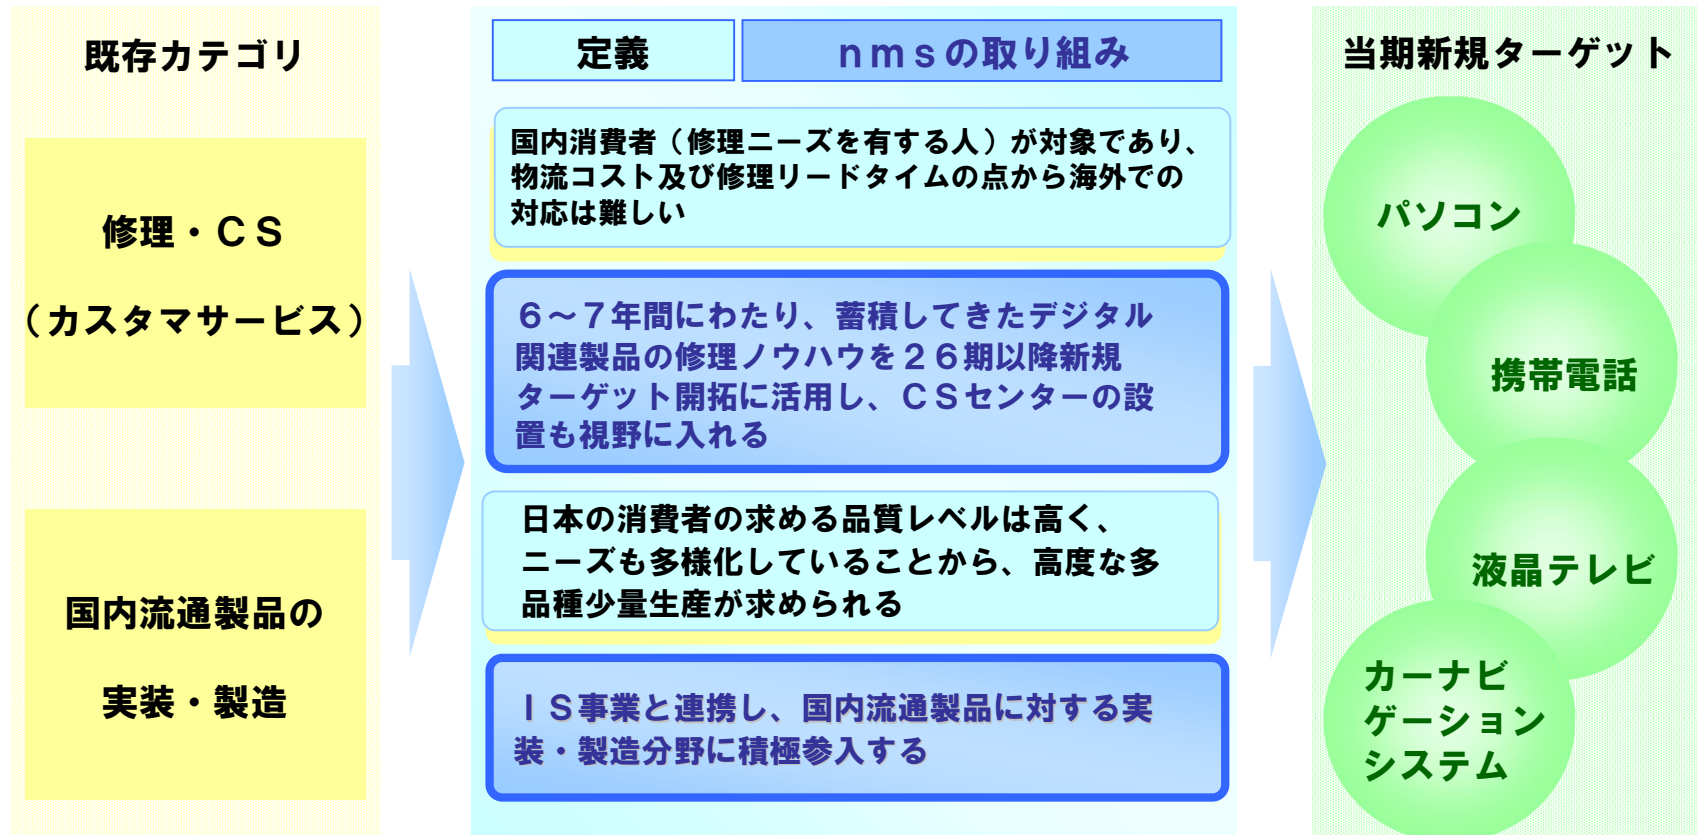 既存カテゴリ
修理・ＣＳ
（カスタマサービス）
国内流通製品の
実装・製造
定義
ｎｍｓの取り組み
国内消費者（修理ニーズを有する人）が対象であり、
物流コスト及び修理リードタイムの点から海外での
対応は難しい
６～７年間にわたり、蓄積してきたデジタル
関連製品の修理ノウハウを２６期以降新規
ターゲット開拓に活用し、ＣＳセンターの設
置も視野に入れる
日本の消費者の求める品質レベルは高く、
ニーズも多様化していることから、高度な多
品種少量生産が求められる
ＩＳ事業と連携し、国内流通製品に対する実
装・製造分野に積極参入する
当期新規ターゲット
パソコン
携帯電話
液晶テレビ
カーナビ
ゲーション
システム